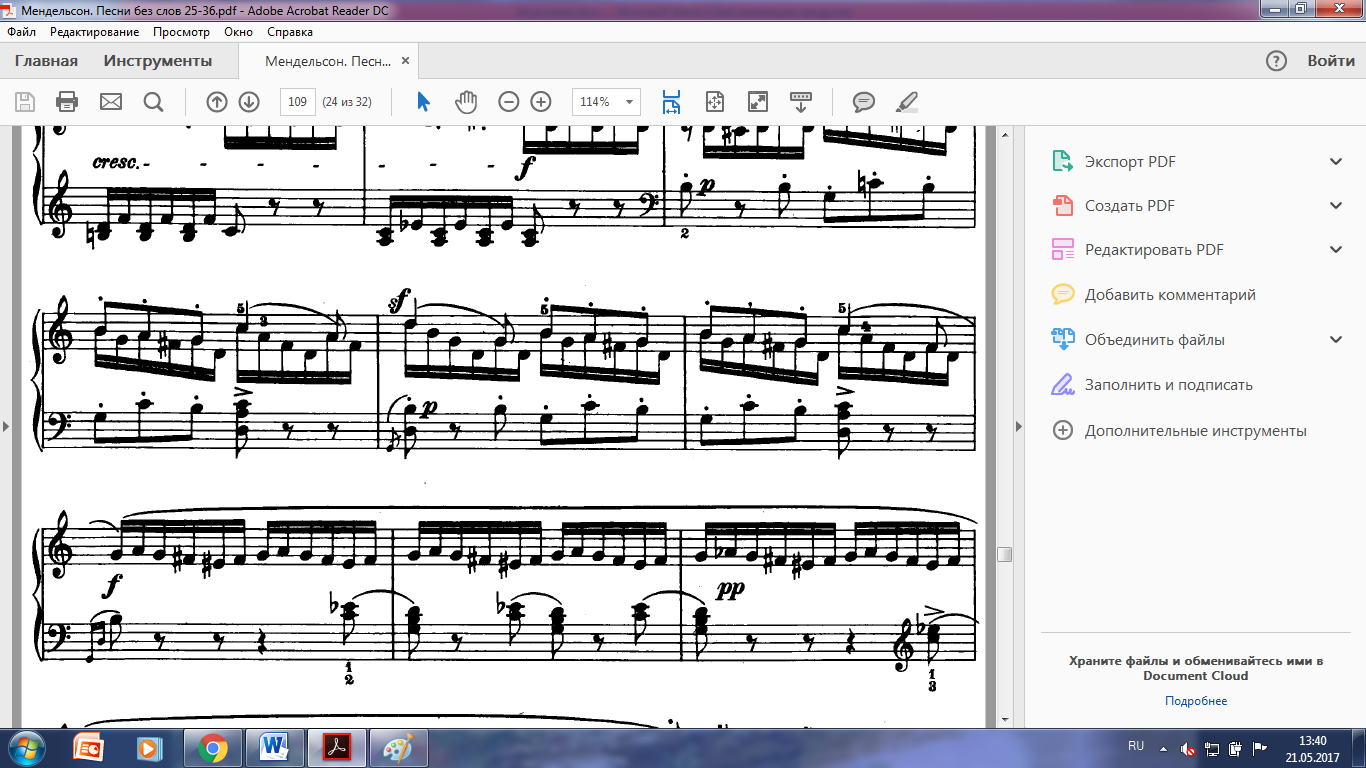 Мендельсон. Песни без слов 25-36.pdf - Adobe Acrobat Reader DC
Файл Редактирование Просмотр Окно Справка
Главная Инструменты Мендельсон. Песн... × Войти
109 (24 из 32) 114%
cresc. - - - - - - -
f
p
2
5 3 sf 5 5 4
p
f
pp
1
2
1
3
Экспорт PDF
Создать PDF
Редактировать PDF
Добавить комментарий
Объединить файлы
Заполнить и подписать
Дополнительные инструменты
Храните файлы и обменивайтесь ими в
Document Cloud
Подробнее
RU
13:40
21.05.2017